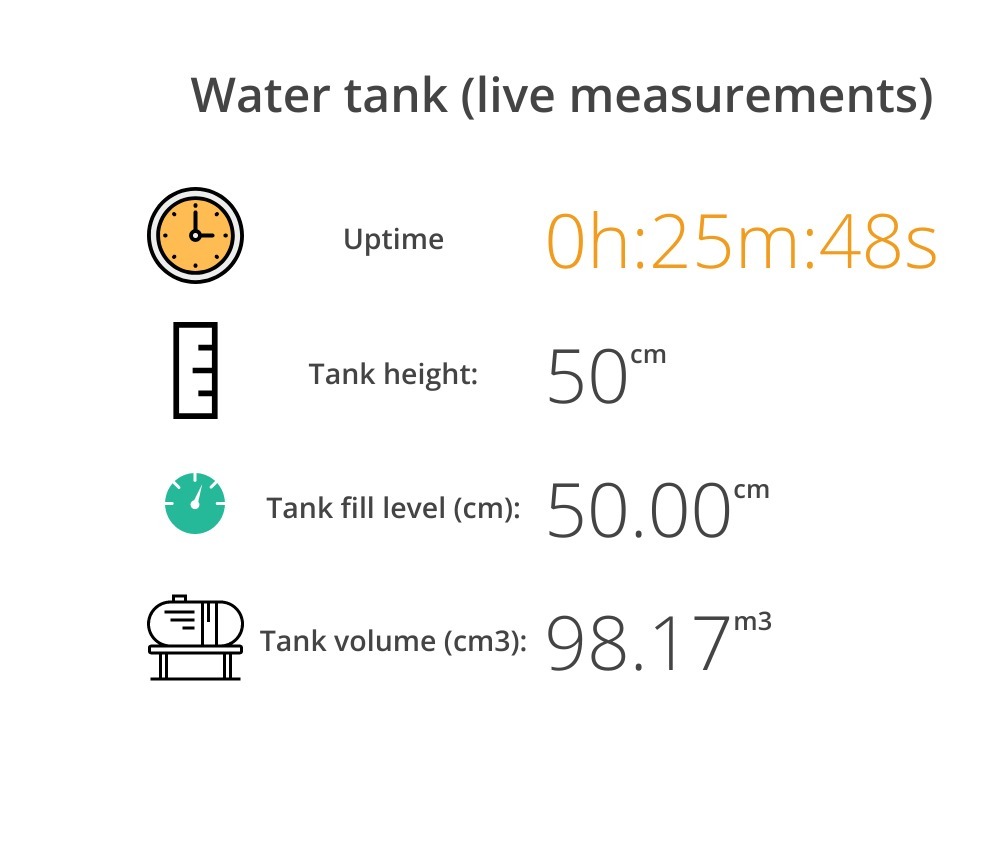 Water tank (live measurements)
Uptime 0h:25m:48s
Tank height: 50 cm
Tank fill level (cm): 50.00 cm
Tank volume (cm3): 98.17 m3